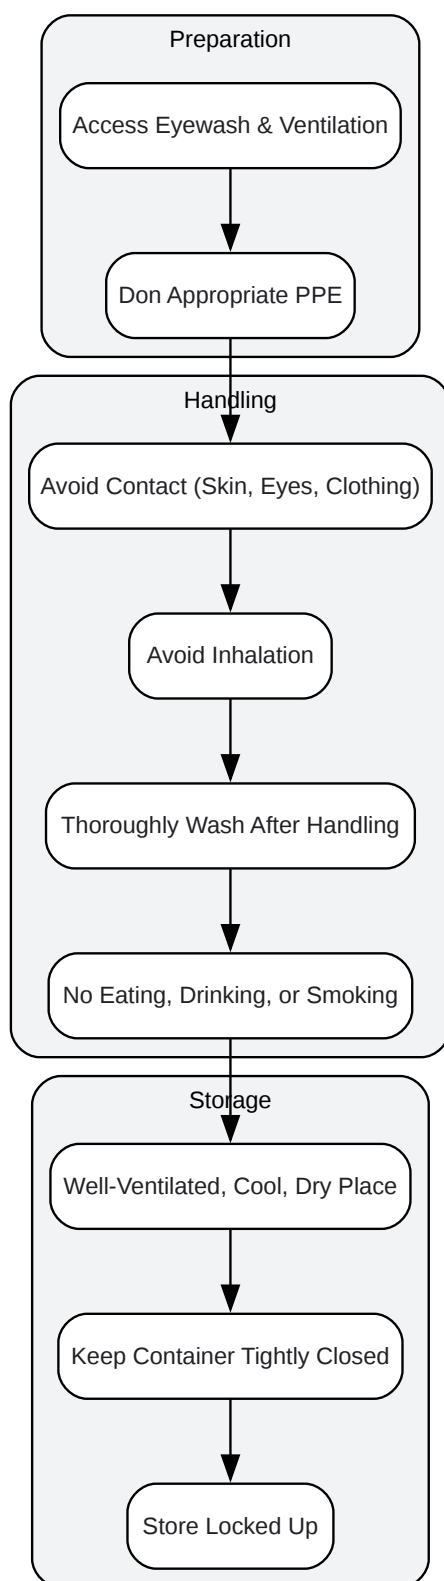 Preparation
Access Eyewash & Ventilation
Don Appropriate PPE
Handling
Avoid Contact (Skin, Eyes, Clothing)
Avoid Inhalation
Thoroughly Wash After Handling
No Eating, Drinking, or Smoking
Storage
Well-Ventilated, Cool, Dry Place
Keep Container Tightly Closed
Store Locked Up